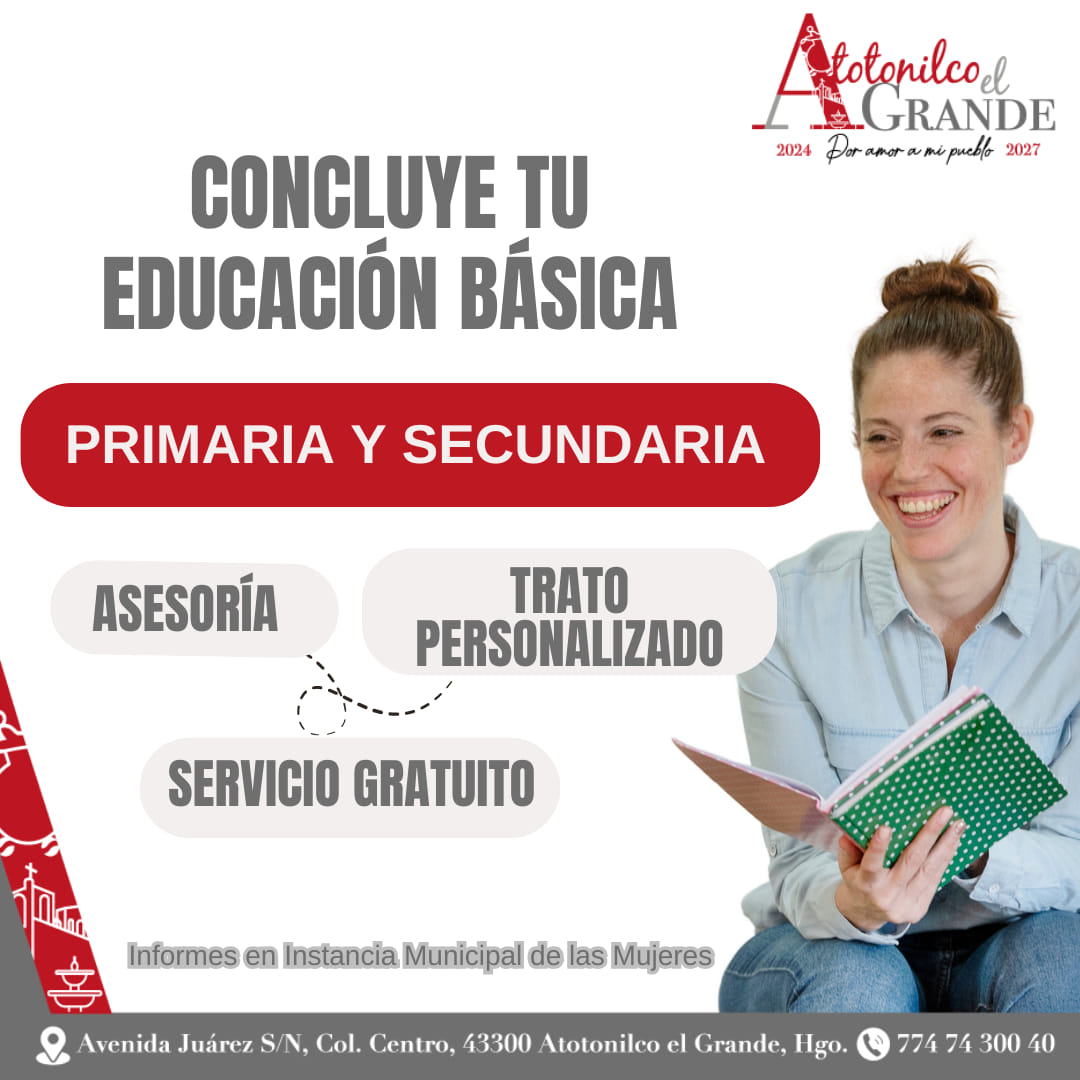 Atotonilco el
GRANDE
2024 Por amor a mi pueblo 2027
CONCLUYE TU
EDUCACIÓN BÁSICA
PRIMARIA Y SECUNDARIA
ASESORÍA
TRATO
PERSONALIZADO
SERVICIO GRATUITO
Informes en Instancia Municipal de las Mujeres
Avenida Juárez S/N, Col. Centro, 43300 Atotonilco el Grande, Hgo. 774 74 300 40